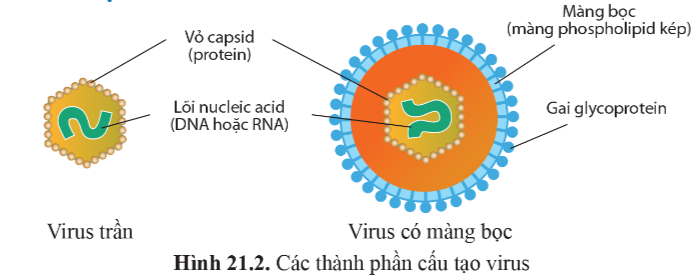 Vỏ capsid
(protein)
Lõi nucleic acid
(DNA hoặc RNA)
Màng bọc
(màng phospholipid kép)
Gai glycoprotein
Virus trần
Virus có màng bọc
Hình 21.2. Các thành phần cấu tạo virus